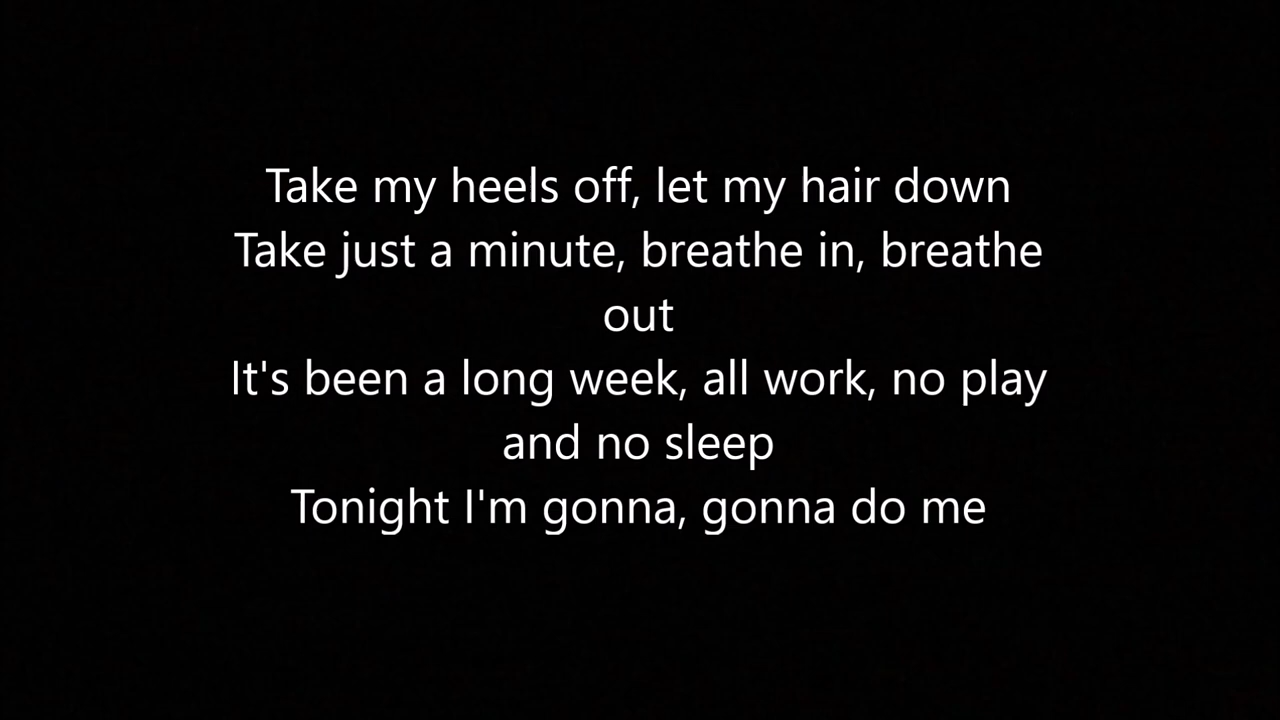 Take my heels off, let my hair down
Take just a minute, breathe in, breathe
out
It's been a long week, all work, no play
and no sleep
Tonight I'm gonna, gonna do me